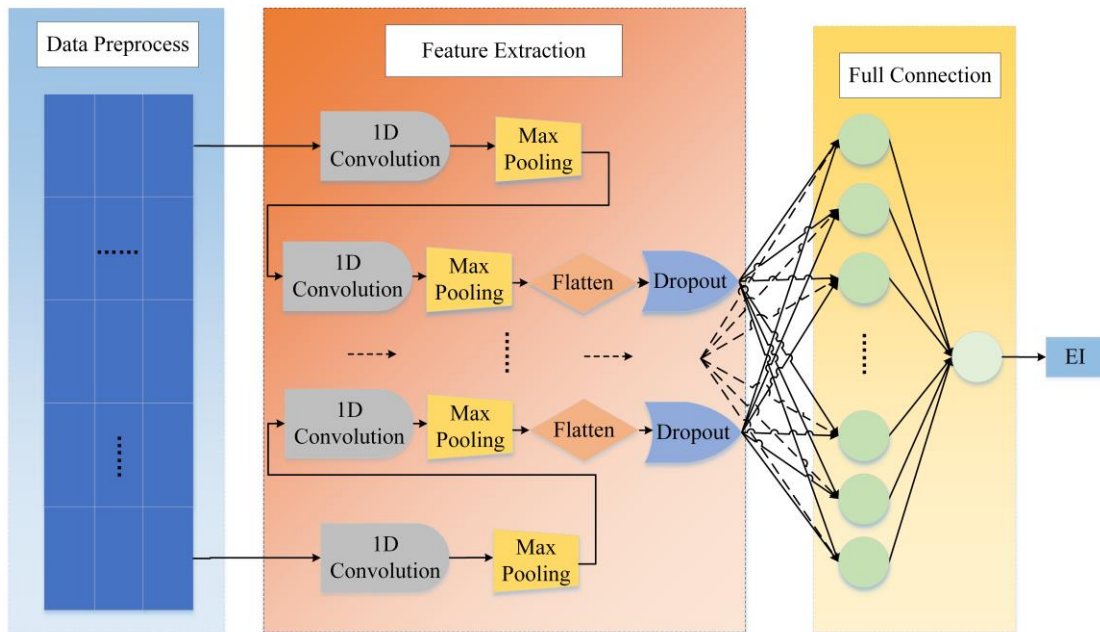 Data Preprocess
Feature Extraction
Full Connection
1D
Convolution
Max
Pooling
1D
Convolution
Max
Pooling
Flatten
Dropout
EI
1D
Convolution
Max
Pooling
Flatten
Dropout
1D
Convolution
Max
Pooling